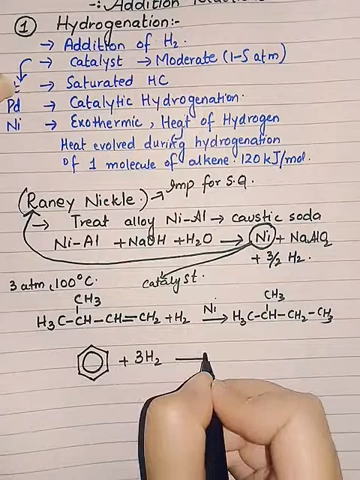 -: Addition Reactions
① Hydrogenation:-
→ Addition of H₂.
→ Catalyst → Moderate (1-5 atm)
→ Saturated HC
Pd → Catalytic Hydrogenation.
Ni → Exothermic, Heat of Hydrogen
Heat evolved during hydrogenation
of 1 molecule of alkene 120 kJ/mol.
(Raney Nickle) → Imp for S.Q.
→ Treat alloy Ni-Al → caustic soda
Ni-Al + NaOH + H₂O → Ni + NaAlO₂
+ 3/2 H₂.
3 atm, 100°C. catalyst.
CH₃ CH₃
H₃C-CH-CH=CH₂ + H₂ Ni → H₃C-CH-CH₂-CH₃
+ 3H₂ —